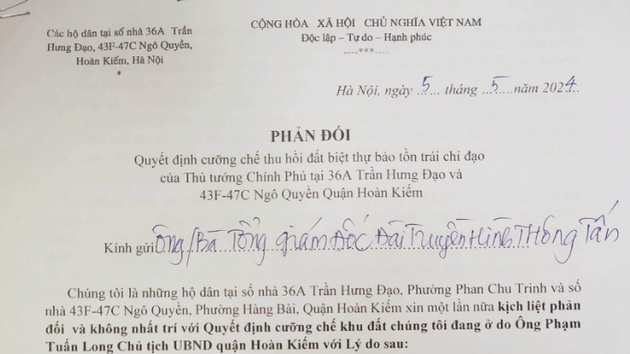 Các hộ dân tại số nhà 36A Trần
Hưng Đạo, 43F-47C Ngô Quyền,
Hoàn Kiếm, Hà Nội
*
CỘNG HÒA XÃ HỘI CHỦ NGHĨA VIỆT NAM
Độc lập – Tự do – Hạnh phúc
***
Hà Nội, ngày 5 tháng 5 năm 2024
PHẢN ĐỐI
Quyết định cưỡng chế thu hồi đất biệt thự bảo tồn trái chỉ đạo
của Thủ tướng Chính Phủ tại 36A Trần Hưng Đạo và
43F-47C Ngô Quyền Quận Hoàn Kiếm
Kính gửi Ông/Bà Tổng giám Đốc Đài Truyền Hình Thông Tấn
Chúng tôi là những hộ dân tại số nhà 36A Trần Hưng Đạo, Phường Phan Chu Trinh và số
nhà 43F-47C Ngô Quyền, Phường Hàng Bài, Quận Hoàn Kiếm xin một lần nữa kịch liệt phản
đối và không nhất trí với Quyết định cưỡng chế khu đất chúng tôi đang ở do Ông Phạm
Tuấn Long Chủ tịch UBND quận Hoàn Kiếm với Lý do sau: